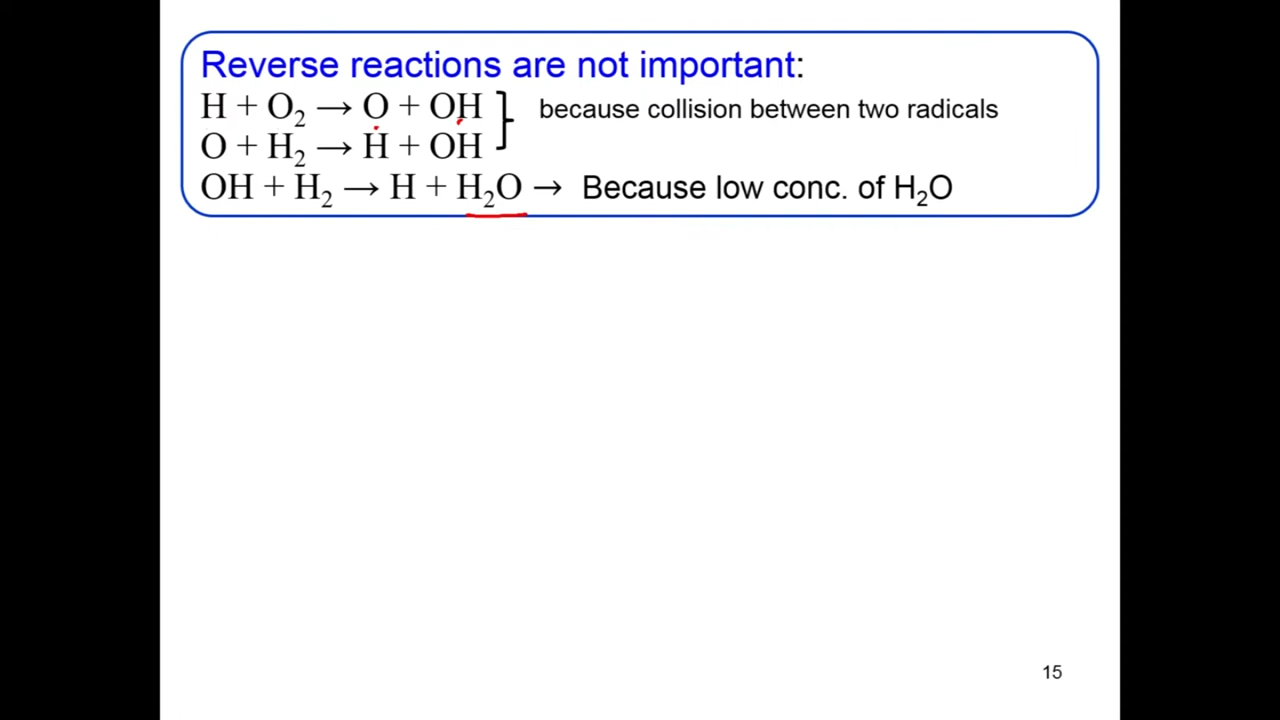 Reverse reactions are not important:
H + O₂ → O + OH } because collision between two radicals
O + H₂ → H + OH
OH + H₂ → H + H₂O → Because low conc. of H₂O
15